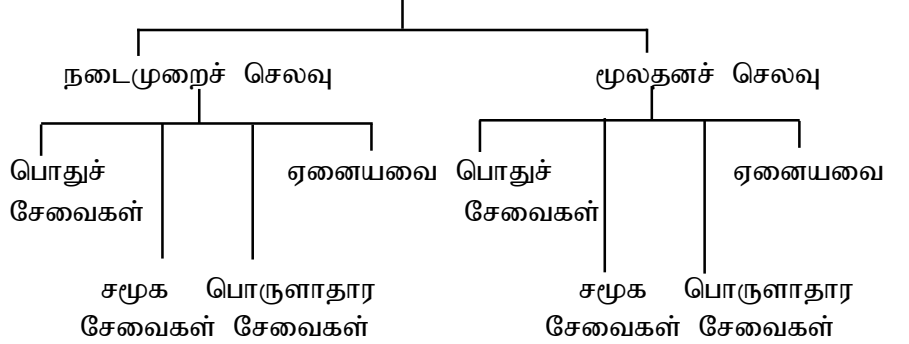 நடைமுறைச் செலவு மூலதனச் செலவு
பொதுச் ஏனையவை பொதுச் ஏனையவை
சேவைகள் சேவைகள்
சமூக பொருளாதார சமூக பொருளாதார
சேவைகள் சேவைகள் சேவைகள் சேவைகள்